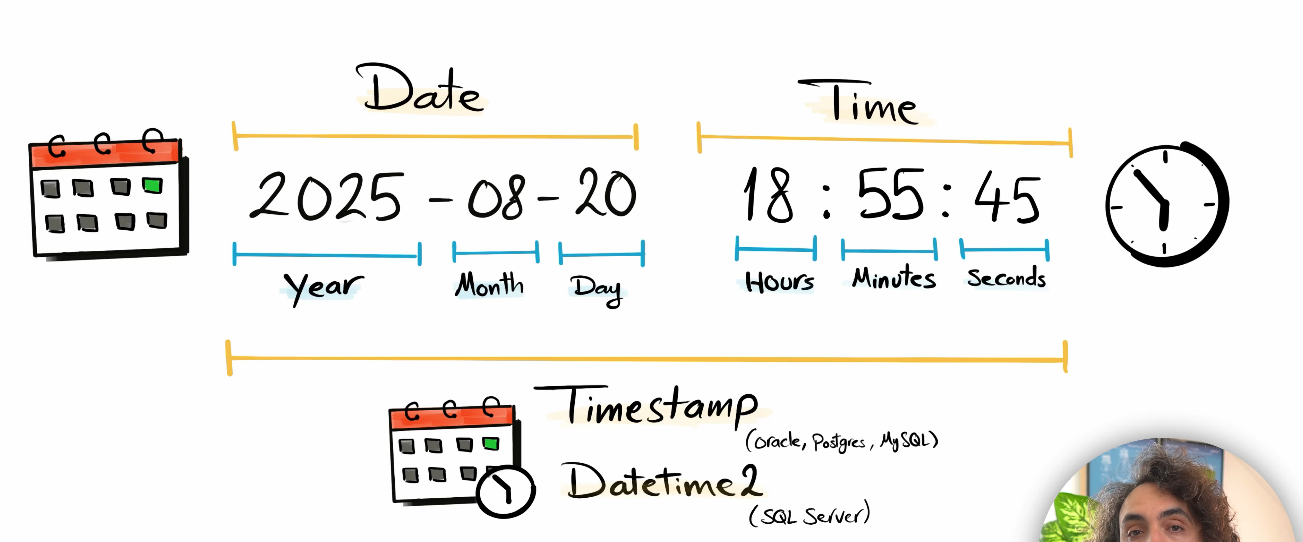 Date
Time
2025-08-20
18:55:45
Year
Month
Day
Hours
Minutes
Seconds
Timestamp
(Oracle, Postgres, MySQL)
Datetime2
(SQL Server)